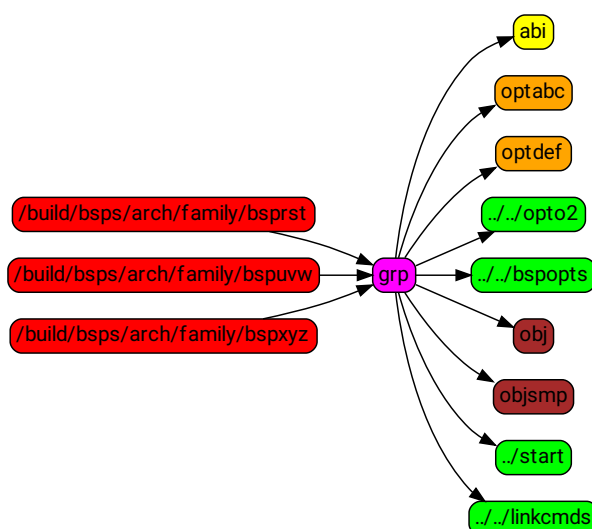 abi
optabc
optdef
/build/bsps/arch/family/bsprst
../../opto2
/build/bsps/arch/family/bspuvw
grp
../../bspopts
/build/bsps/arch/family/bspxyz
obj
objsmp
../start
../../linkcmds